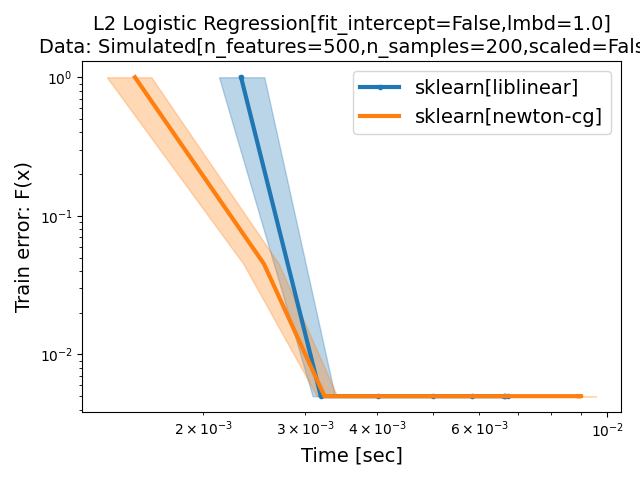 L2 Logistic Regression[fit_intercept=False,lmbd=1.0]
Data: Simulated[n_features=500,n_samples=200,scaled=Fals
sklearn[liblinear]
sklearn[newton-cg]
Train error: F(x)
10⁰
10⁻¹
10⁻²
2 × 10⁻³ 3 × 10⁻³ 4 × 10⁻³ 6 × 10⁻³ 10⁻²
Time [sec]